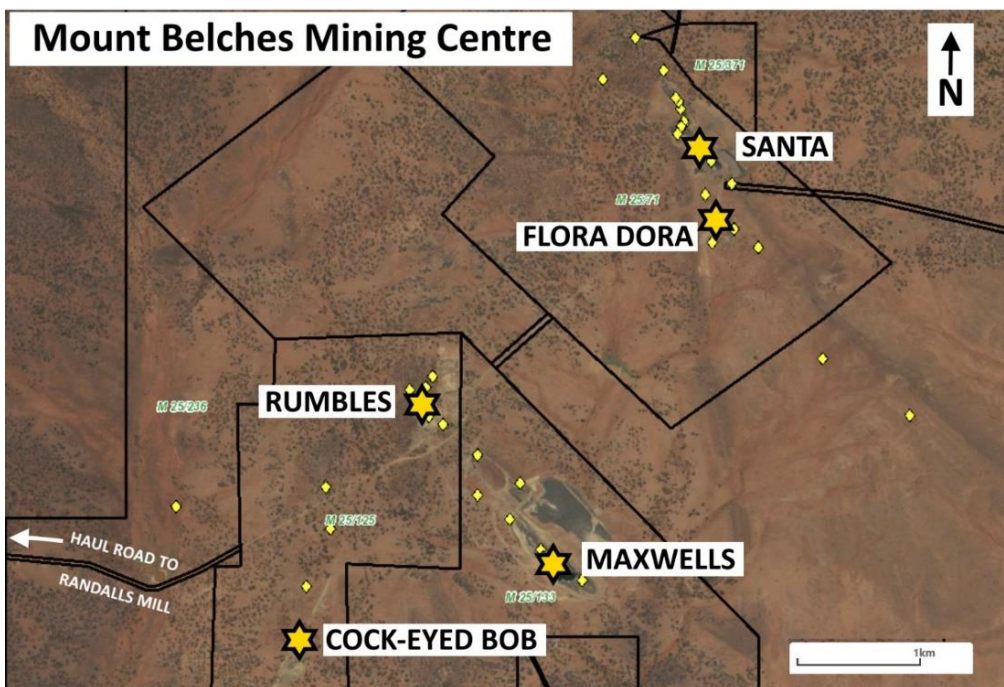 Mount Belches Mining Centre
N
M 25/371
SANTA
M 25/71
FLORA DORA
RUMBLES
M 25/236
M 25/125
HAUL ROAD TO
RANDALLS MILL
MAXWELLS
M 25/133
COCK-EYED BOB
1km